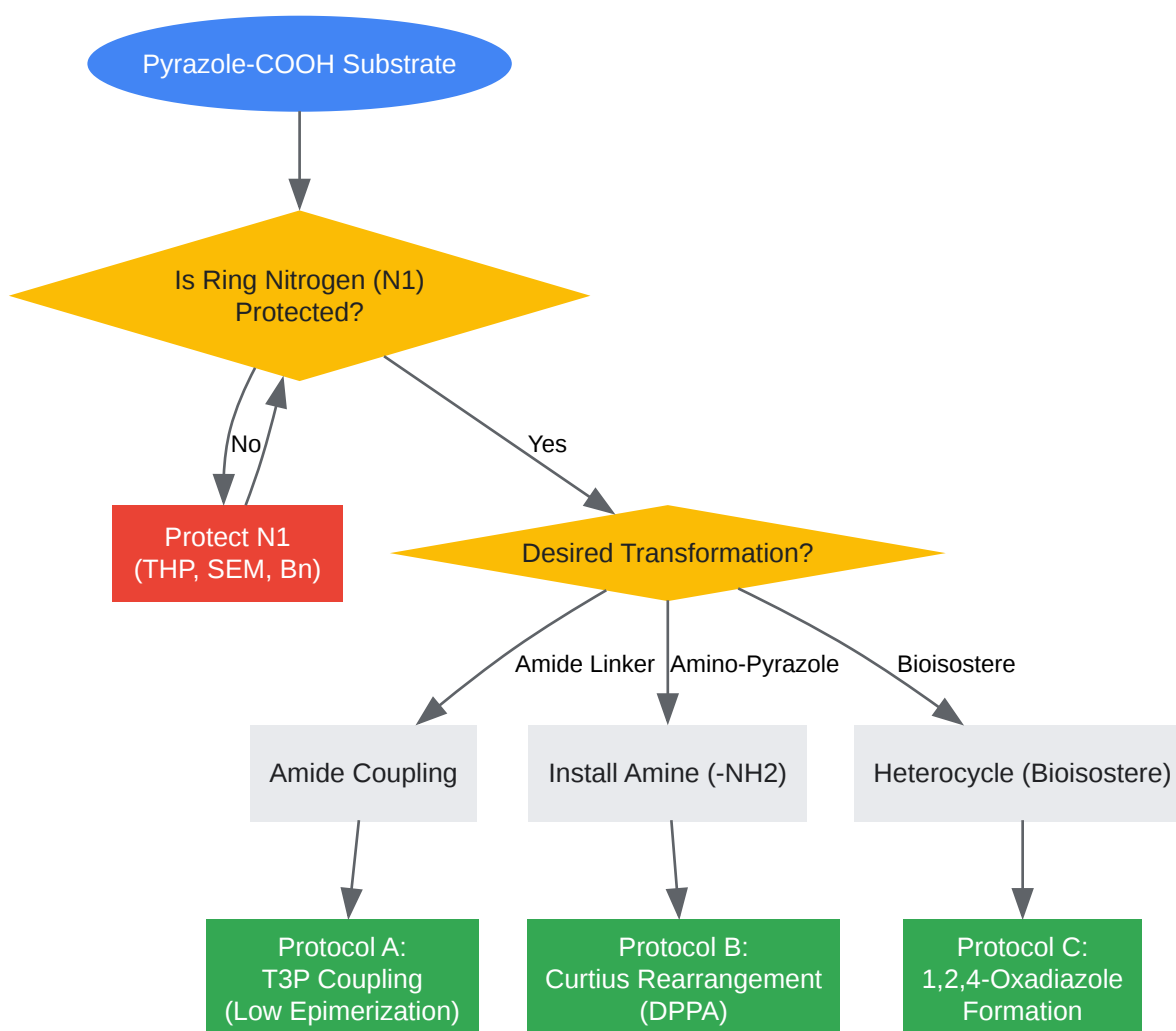 Pyrazole-COOH Substrate
Is Ring Nitrogen (N1)
Protected?
No
Yes
Protect N1
(THP, SEM, Bn)
Desired Transformation?
Amide Linker
Amino-Pyrazole
Bioisostere
Amide Coupling
Install Amine (-NH2)
Heterocycle (Bioisostere)
Protocol A:
T3P Coupling
(Low Epimerization)
Protocol B:
Curtius Rearrangement
(DPPA)
Protocol C:
1,2,4-Oxadiazole
Formation